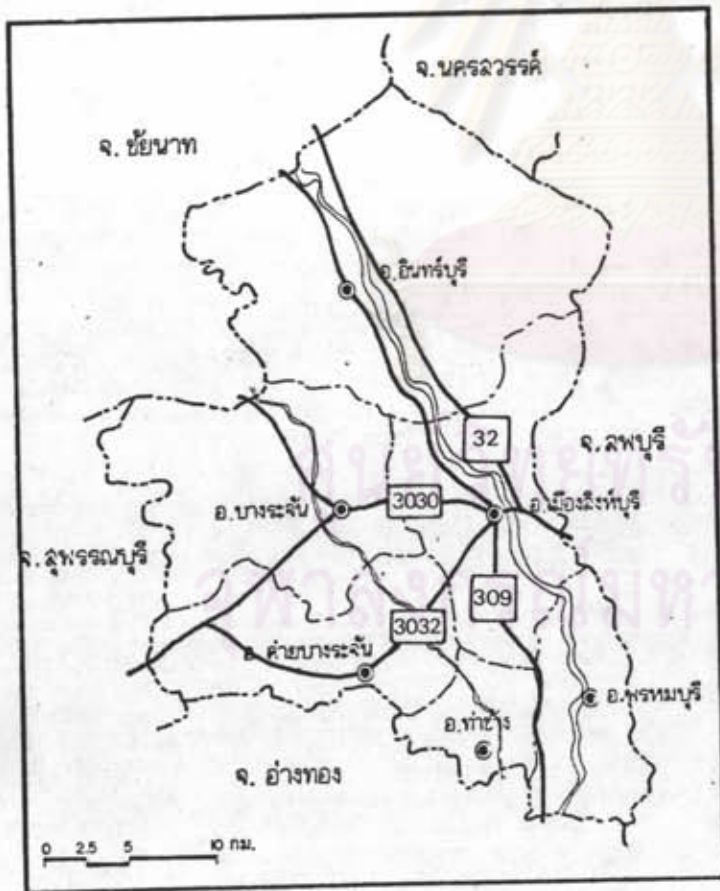 จ.นครสวรรค์
จ. ชัยนาท
อ.อินทร์บุรี
32
จ.ลพบุรี
อ.บางระจัน
3030
อ.เมืองสิงห์บุรี
จ.สุพรรณบุรี
309
3032
อ. ค่ายบางระจัน
อ.พรหมบุรี
อ.ท่าช้าง
จ. อ่างทอง
0 2.5 5 10 กม.